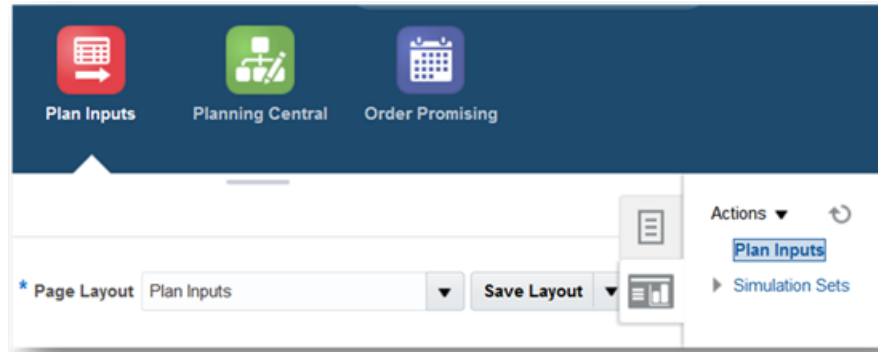 Plan Inputs Planning Central Order Promising
Actions
Plan Inputs
Simulation Sets
* Page Layout Plan Inputs Save Layout